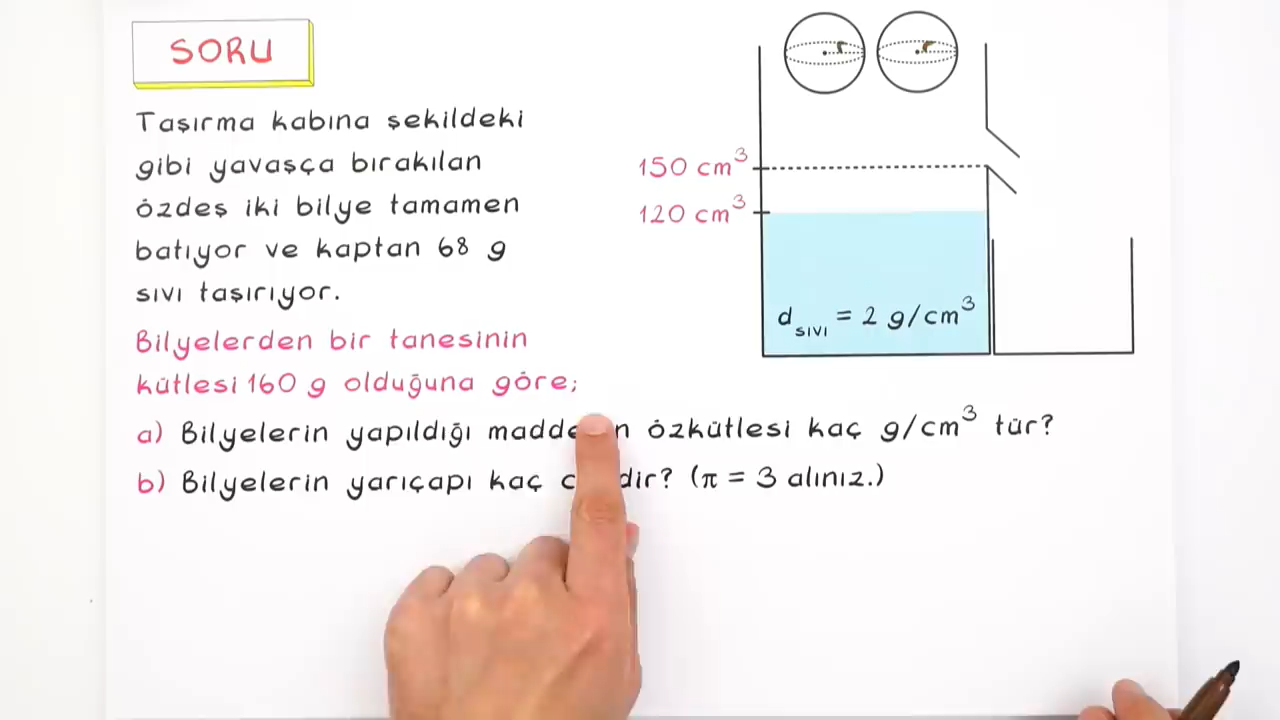 SORU
Taşırma kabına şekildeki
gibi yavaşça bırakılan
özdeş iki bilye tamamen
batıyor ve kaptan 68 g
sıvı taşırıyor.
Bilyelerden bir tanesinin
kütlesi 160 g olduğuna göre;
a) Bilyelerin yapıldığı özkütlesi kaç g/cm³ tür?
b) Bilyelerin yarıçapı kaç (π = 3 alınız.)
r r
150 cm³
120 cm³
d sıvı = 2 g/cm³